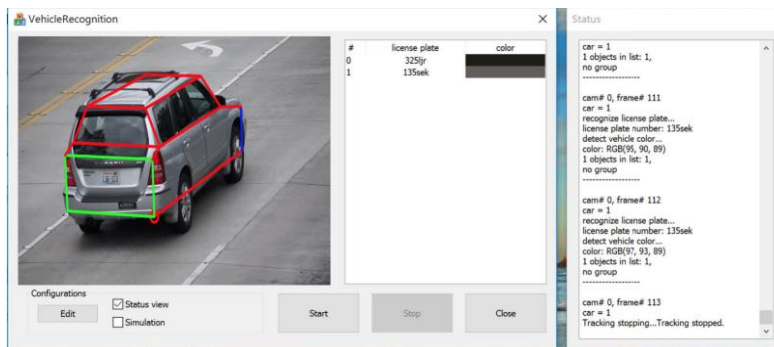 VehicleRecognition
# license plate color
0 325ljr
1 135sek
Configurations
Edit
Status view
Simulation
Start
Stop
Close
Status
car = 1
1 objects in list: 1,
no group
------------------
cam# 0, frame# 111
car = 1
recognize license plate...
license plate number: 135sek
detect vehicle color...
color: RGB(95, 90, 89)
1 objects in list: 1,
no group
------------------
cam# 0, frame# 112
car = 1
recognize license plate...
license plate number: 135sek
detect vehicle color...
color: RGB(97, 93, 89)
1 objects in list: 1,
no group
------------------
cam# 0, frame# 113
car = 1
Tracking stopping...Tracking stopped.